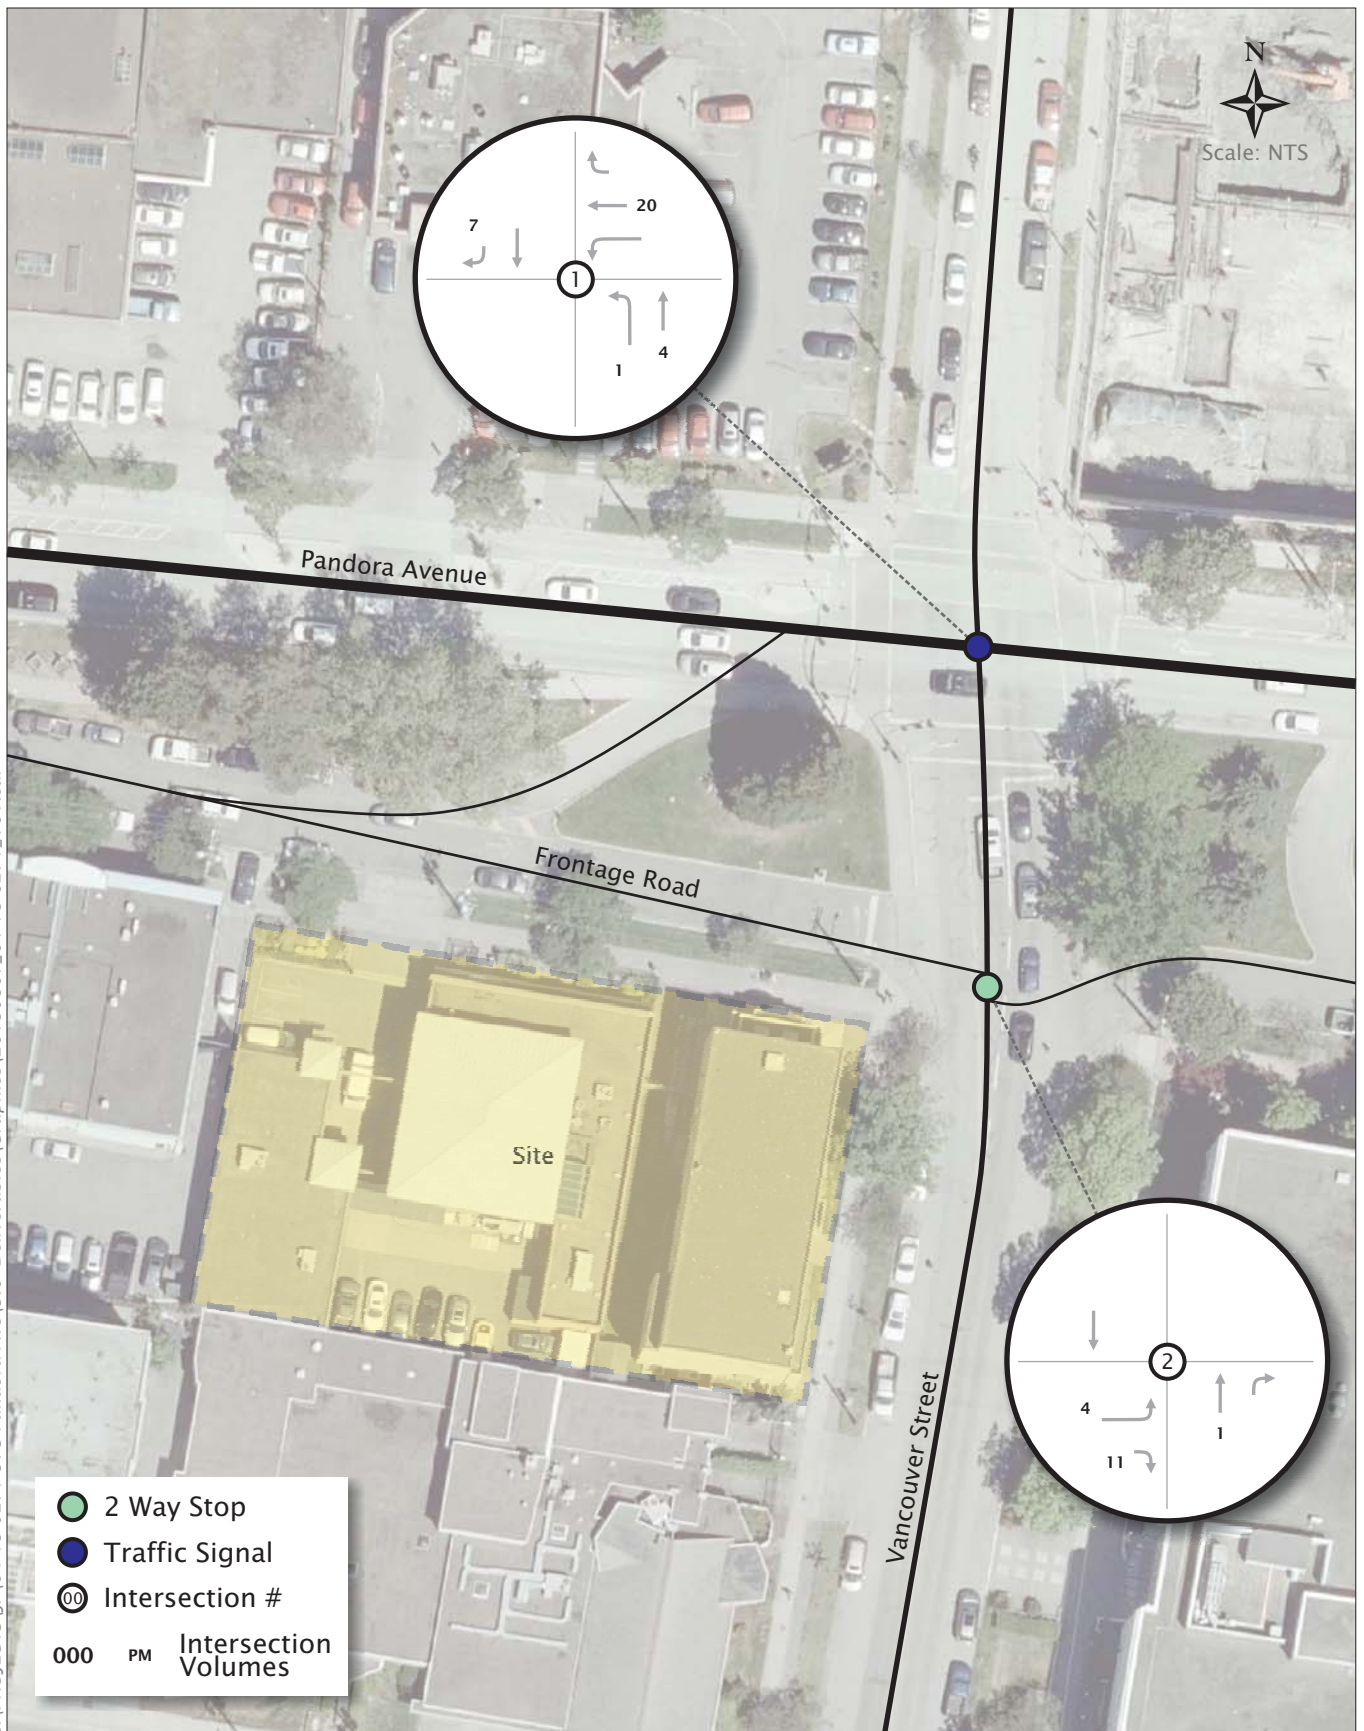 N
Scale: NTS
20
7
1
4
1
Pandora Avenue
Frontage Road
Site
2
4
1
11
Vancouver Street
2 Way Stop
Traffic Signal
00 Intersection #
000 PM Intersection
Volumes